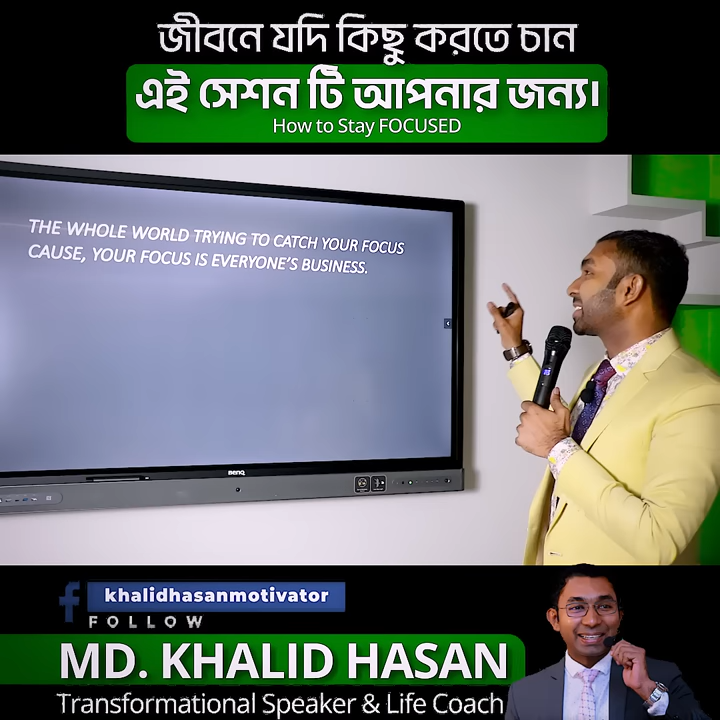 জীবনে যদি কিছু করতে চান
এই সেশন টি আপনার জন্য।
How to Stay FOCUSED
THE WHOLE WORLD TRYING TO CATCH YOUR FOCUS
CAUSE, YOUR FOCUS IS EVERYONE'S BUSINESS.
BenQ
f khalidhasanmotivator
FOLLOW
MD. KHALID HASAN
Transformational Speaker & Life Coach